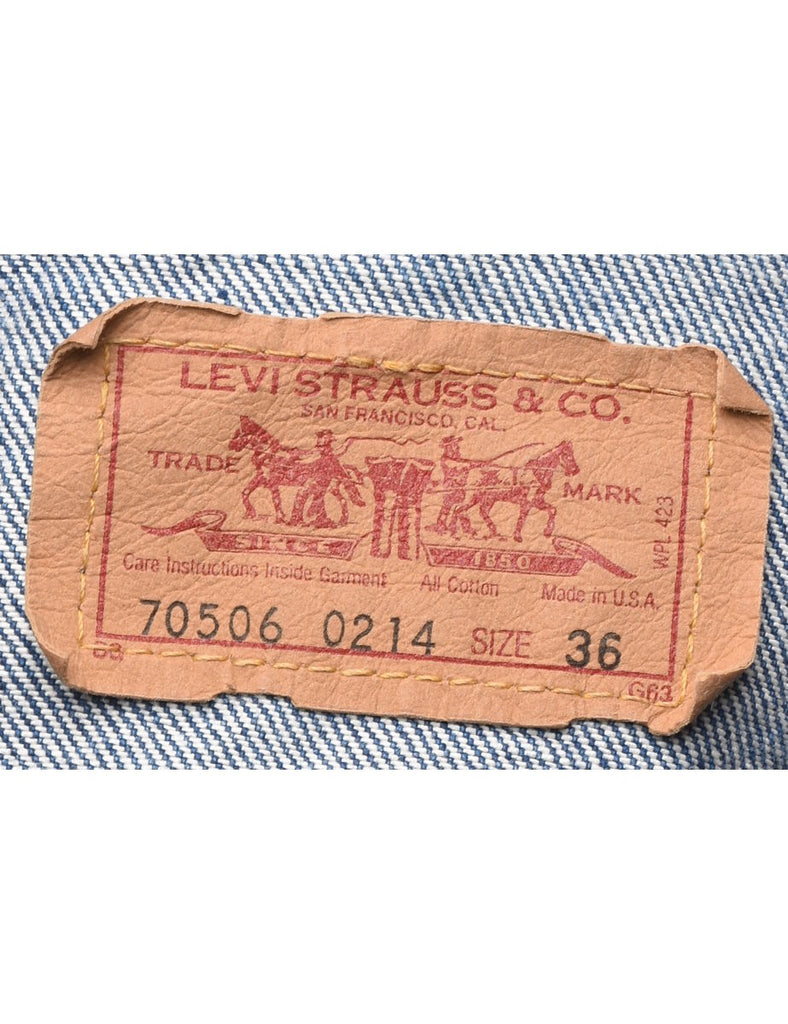 LEVI STRAUSS & CO.
SAN FRANCISCO, CAL.
TRADE MARK
SINCE 1850
WPL 423
Care Instructions Inside Garment All Cotton Made in U.S.A.
70506 0214 SIZE 36
G63